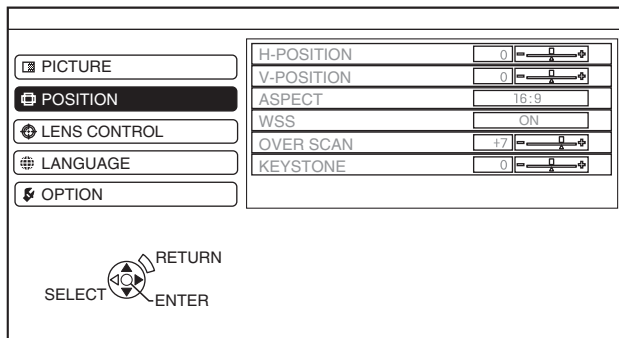 PICTURE
POSITION
LENS CONTROL
LANGUAGE
OPTION
H-POSITION 0
V-POSITION 0
ASPECT 16:9
WSS ON
OVER SCAN +7
KEYSTONE 0
RETURN
SELECT
ENTER